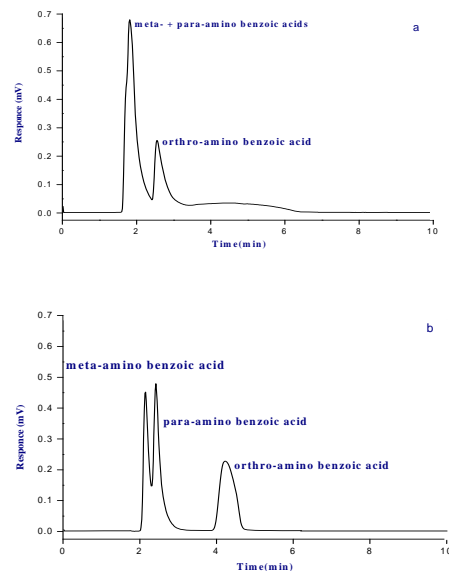 a
0.7
meta- + para-amino benzoic acids
0.6
0.5
0.4
Responce (mV)
0.3
orthro-amino benzoic acid
0.2
0.1
0.0
0 2 4 6 8 10
Time(min)
b
0.7
0.6
meta-amino benzoic acid
0.5
0.4
para-amino benzoic acid
Responce (mV)
0.3
orthro-amino benzoic acid
0.2
0.1
0.0
0 2 4 6 8 10
Time(min)